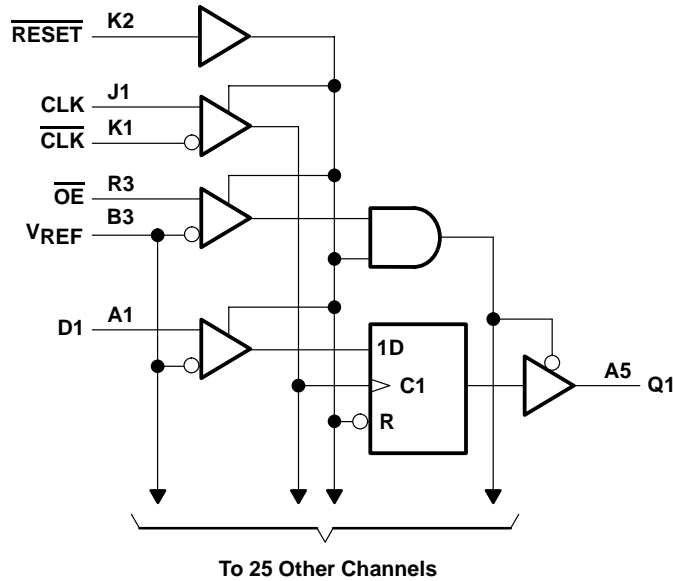 RESET K2
CLK J1
CLK K1
OE R3
VREF B3
D1 A1
1D
C1
R
A5 Q1
To 25 Other Channels